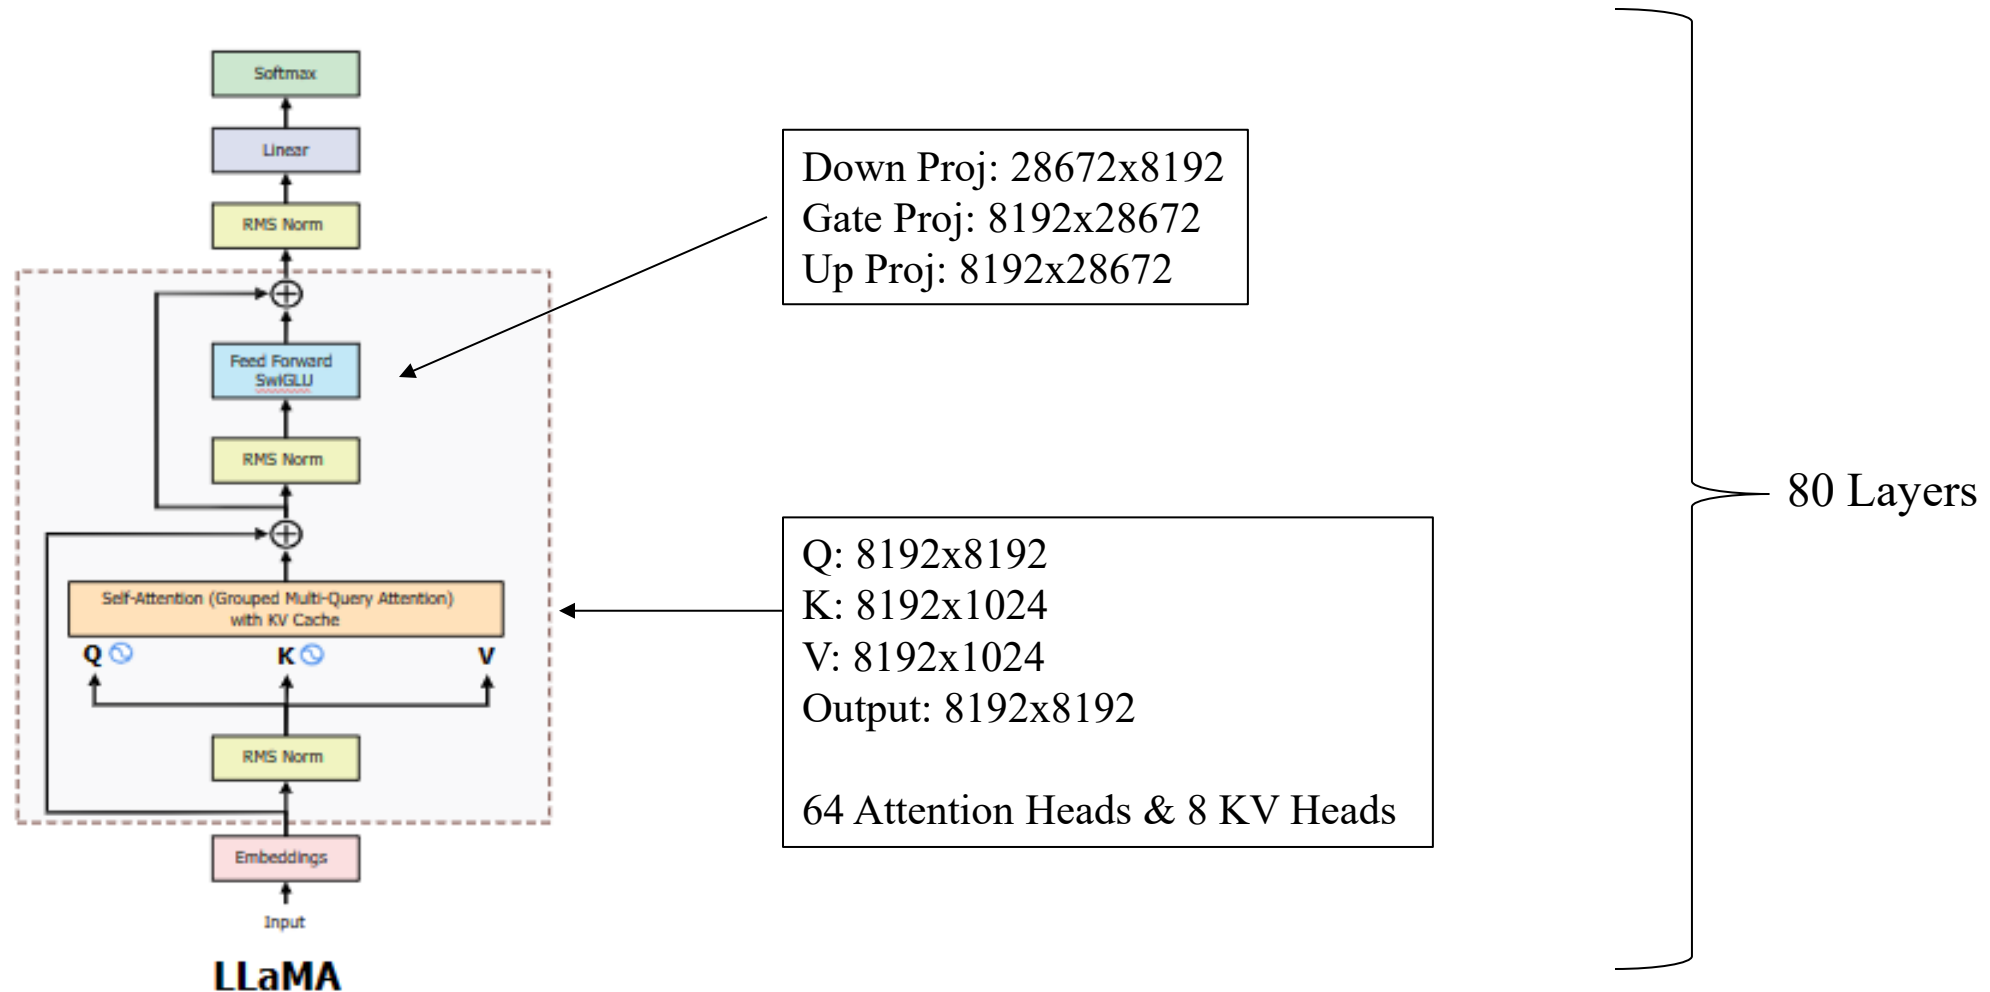 Softmax
Linear
RMS Norm
Feed Forward
SwiGLU
RMS Norm
Self-Attention (Grouped Multi-Query Attention)
with KV Cache
Q K V
RMS Norm
Embeddings
Input
LLaMA
Down Proj: 28672x8192
Gate Proj: 8192x28672
Up Proj: 8192x28672
Q: 8192x8192
K: 8192x1024
V: 8192x1024
Output: 8192x8192
64 Attention Heads & 8 KV Heads
80 Layers